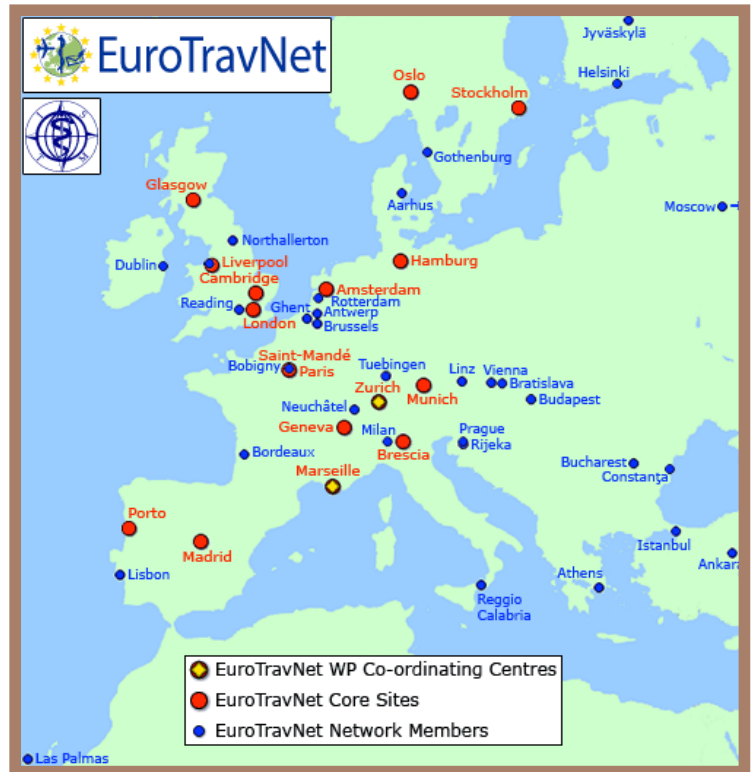 EuroTravNet
Jyväskylä
Helsinki
Oslo
Stockholm
Gothenburg
Glasgow
Aarhus
Moscow
Northallerton
Dublin
Liverpool
Hamburg
Cambridge
Amsterdam
Reading
Ghent
Rotterdam
London
Antwerp
Brussels
Saint-Mandé
Bobigny
Paris
Tuebingen
Linz
Vienna
Bratislava
Zurich
Munich
Budapest
Neuchâtel
Geneva
Milan
Prague
Rijeka
Bordeaux
Brescia
Bucharest
Constanţa
Marseille
Porto
Madrid
Istanbul
Ankara
Lisbon
Athens
Reggio
Calabria
EuroTravNet WP Co-ordinating Centres
EuroTravNet Core Sites
EuroTravNet Network Members
Las Palmas